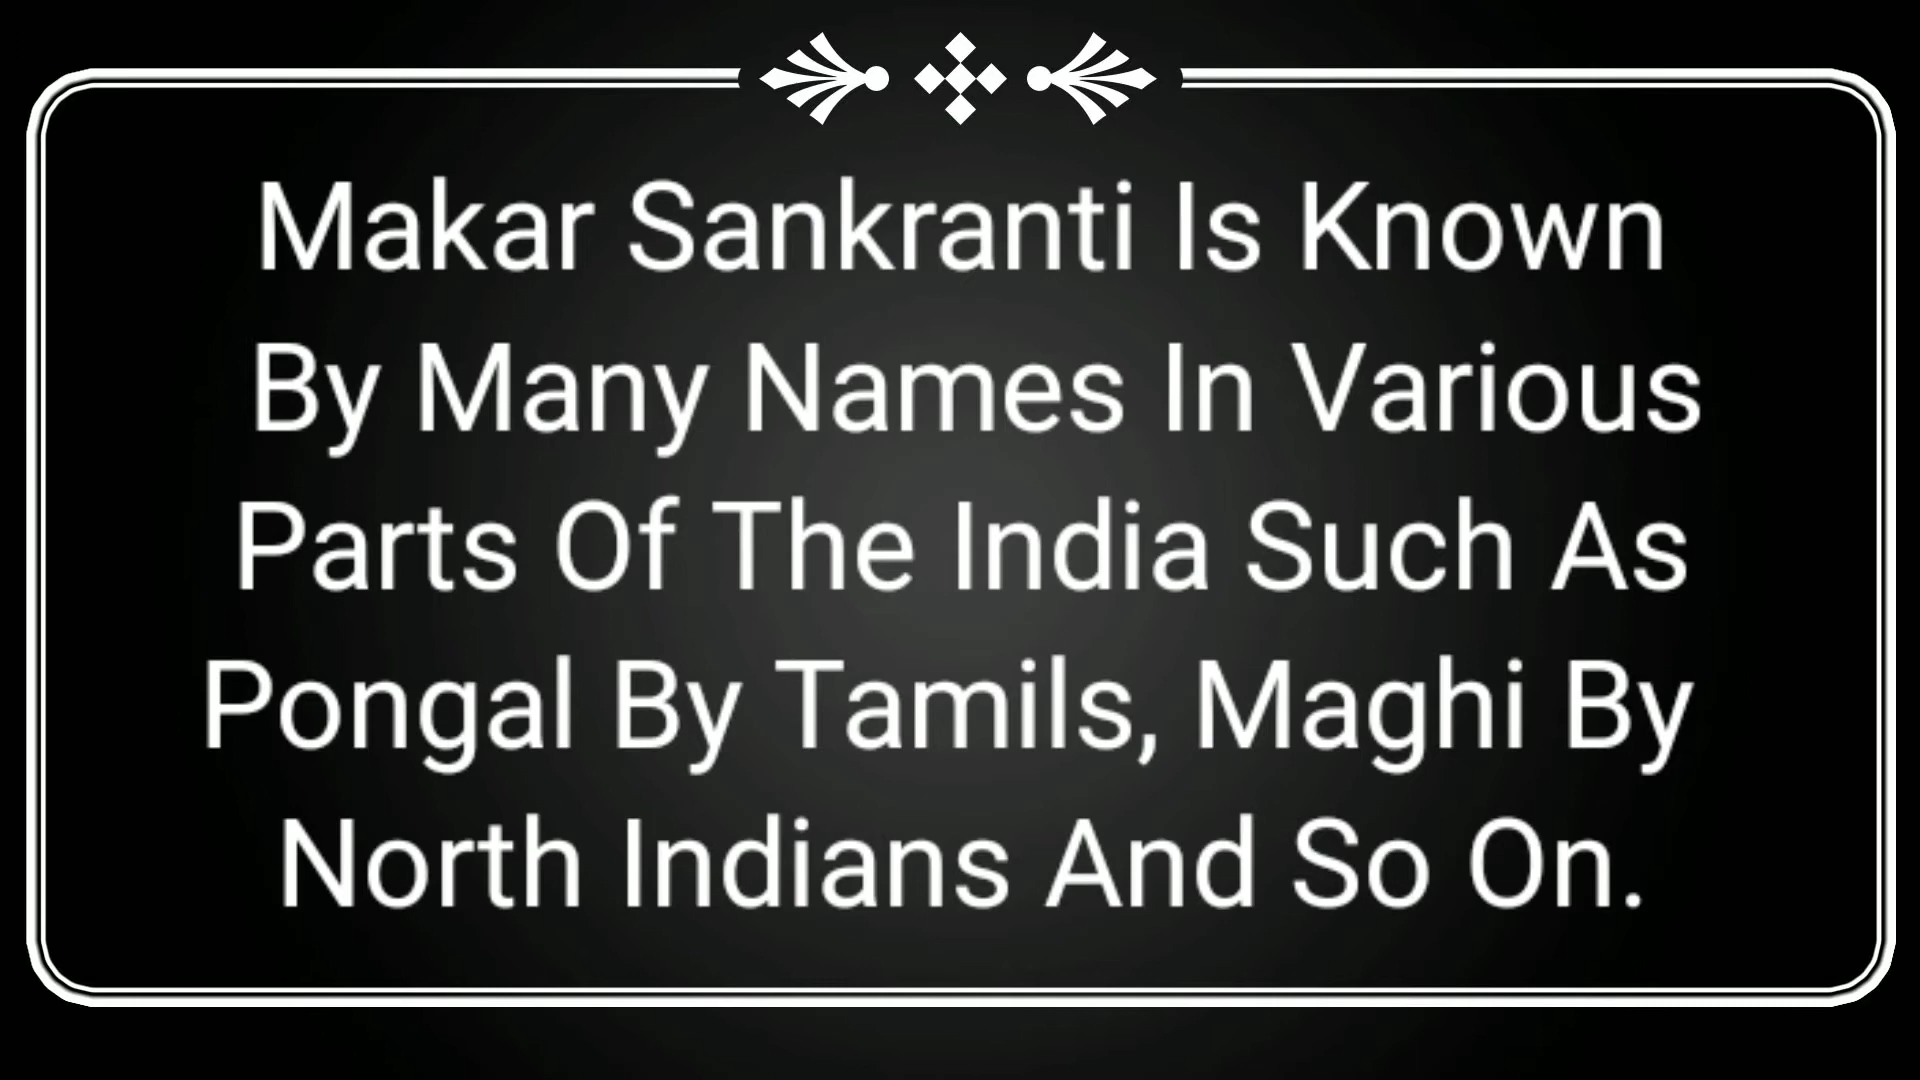 Makar Sankranti Is Known
By Many Names In Various
Parts Of The India Such As
Pongal By Tamils, Maghi By
North Indians And So On.